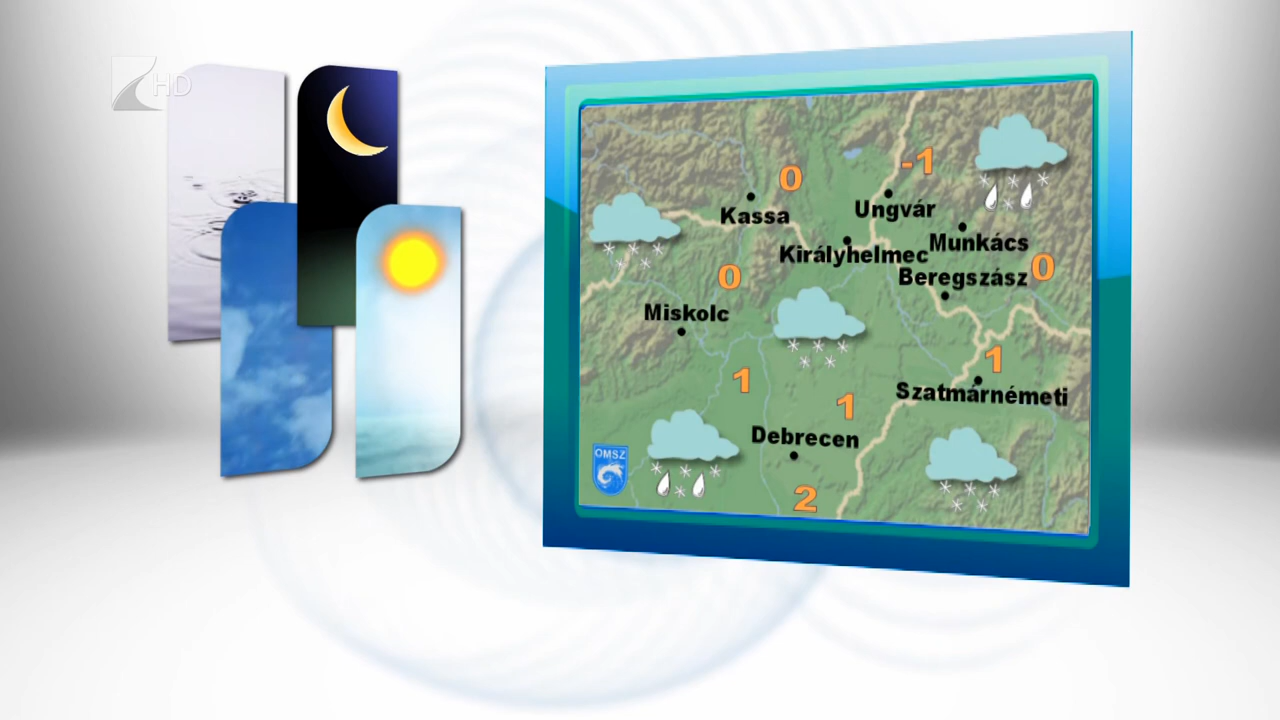 HD
-1
0
Kassa
Ungvár
Munkács
Királyhelmec
0
0
Beregszász
Miskolc
1
Szatmárnémeti
1
1
Debrecen
OMSZ
2